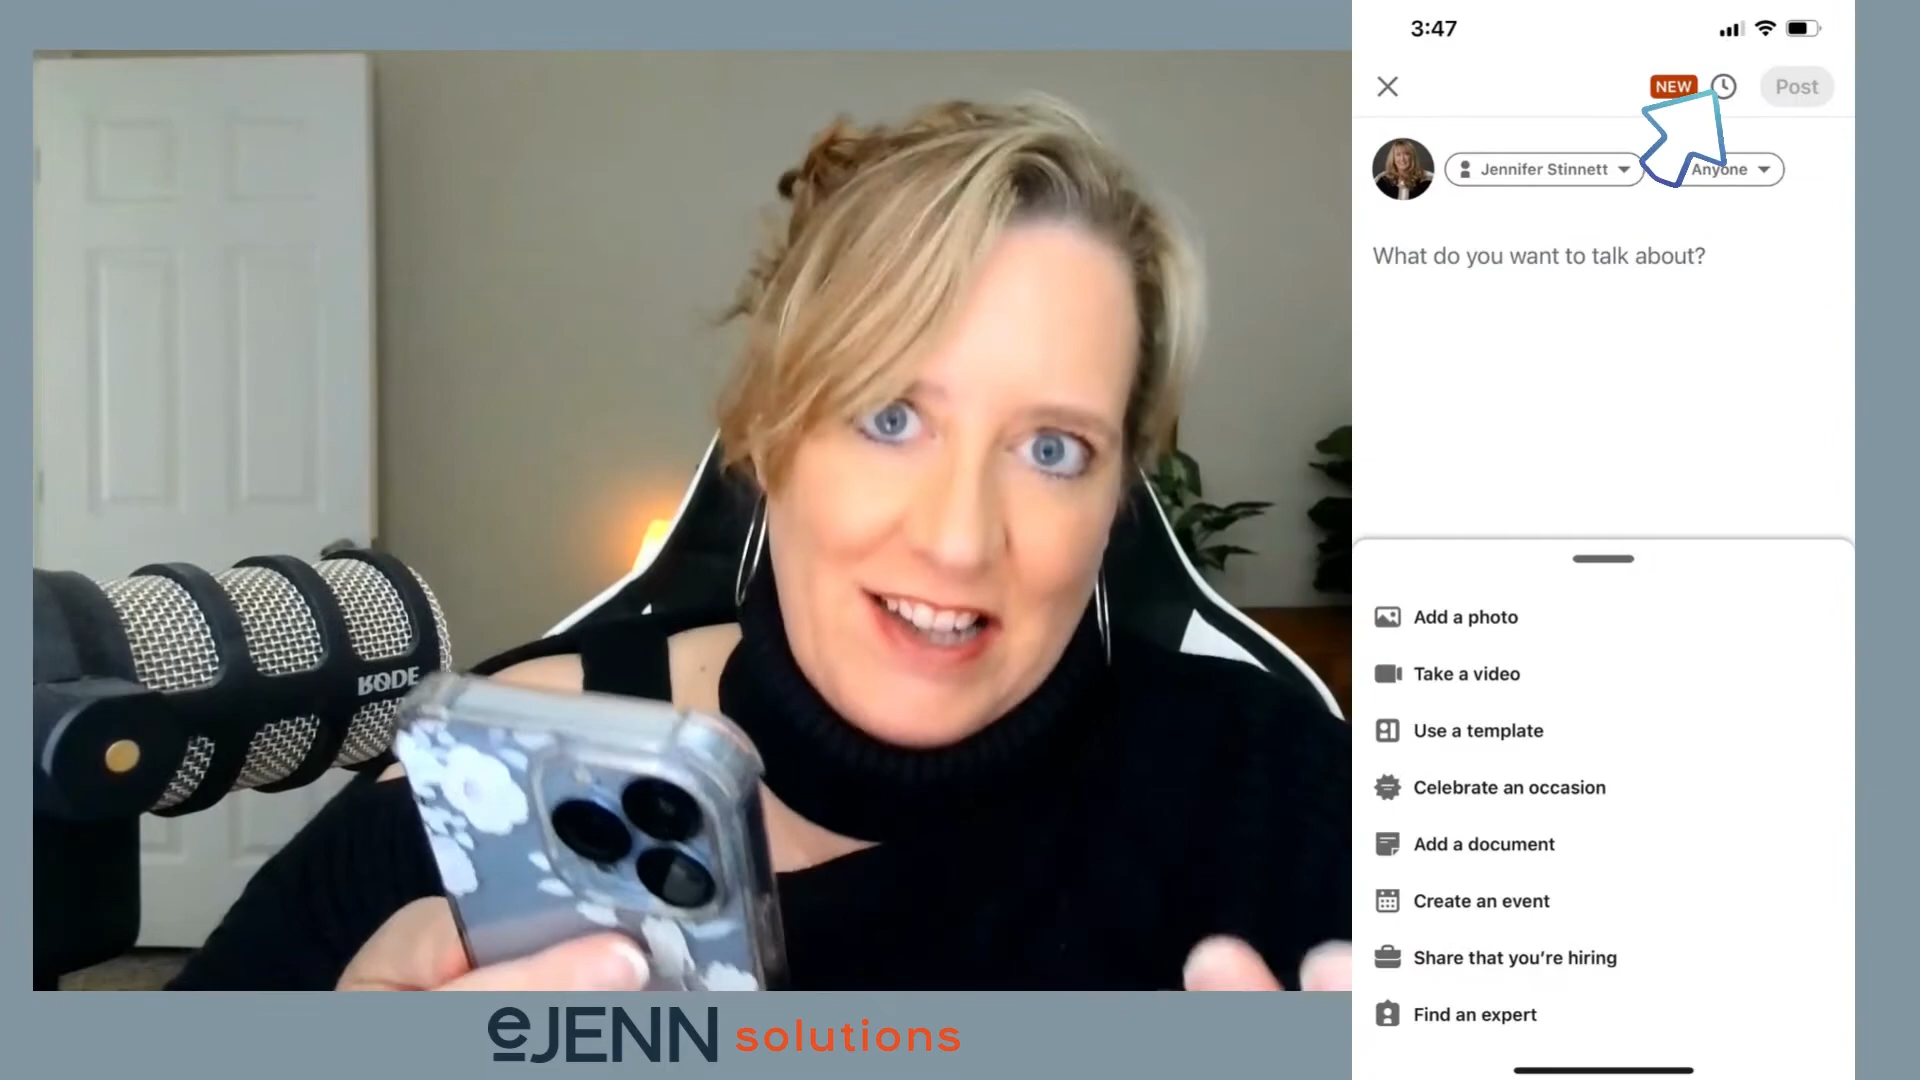 RØDE
eJENN solutions
3:47
NEW
Post
Jennifer Stinnett
Anyone
What do you want to talk about?
Add a photo
Take a video
Use a template
Celebrate an occasion
Add a document
Create an event
Share that you're hiring
Find an expert